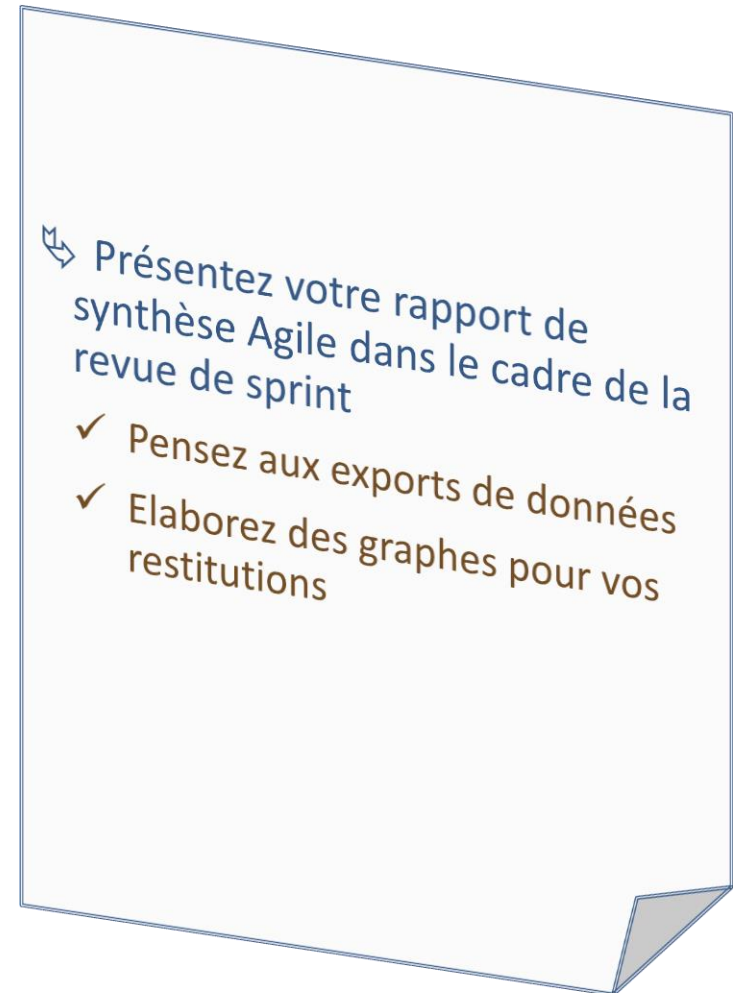 Présentez votre rapport de
synthèse Agile dans le cadre de la
revue de sprint
✓ Pensez aux exports de données
✓ Elaborez des graphes pour vos
restitutions